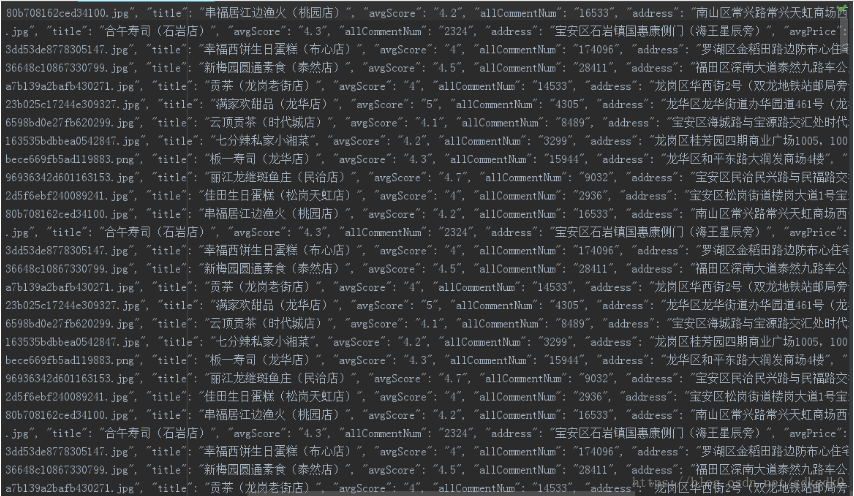 80b708162ced34100.jpg", "title": "串福居江边渔火（桃园店）", "avgScore": "4.2", "allCommentNum": "16533", "address": "南山区常兴路常兴天虹商场西
.jpg", "title": "合午寿司（石岩店）", "avgScore": "4.3", "allCommentNum": "2324", "address": "宝安区石岩镇国惠康侧门（海王星辰旁）", "avgPrice":
3dd53de8778305147.jpg", "title": "幸福西饼生日蛋糕（布心店）", "avgScore": "4", "allCommentNum": "174096", "address": "罗湖区金稻田路边防布心住宅
36648c10867330799.jpg", "title": "新梅园圆通素食（泰然店）", "avgScore": "4.5", "allCommentNum": "28411", "address": "福田区深南大道泰然九路车公
a7b139a2bafb430271.jpg", "title": "贡茶（龙岗老街店）", "avgScore": "4", "allCommentNum": "14533", "address": "龙岗区华西街2号（双龙地铁站邮局旁
23b025c17244e309327.jpg", "title": "满家欢甜品（龙华店）", "avgScore": "5", "allCommentNum": "4305", "address": "龙华区龙华街道办华园道461号（龙
6598bd0e27fb620299.jpg", "title": "云顶贡茶（时代城店）", "avgScore": "4.1", "allCommentNum": "8489", "address": "宝安区海城路与宝源路交汇处时代
163535bdbbea0542847.jpg", "title": "七分辣私家小湘菜", "avgScore": "4.2", "allCommentNum": "3299", "address": "龙岗区桂芳园四期商业广场1005，100
bece669fb5ad119883.png", "title": "板一寿司（龙华店）", "avgScore": "4.3", "allCommentNum": "15944", "address": "龙华区和平东路大润发商场4楼",
96936342d601163153.jpg", "title": "丽江龙继斑鱼庄（民治店）", "avgScore": "4.7", "allCommentNum": "9032", "address": "宝安区民治民兴路与民福路交
2d5f6ebf240089241.jpg", "title": "佳田生日蛋糕（松岗天虹店）", "avgScore": "4", "allCommentNum": "2936", "address": "宝安区松岗街道楼岗大道1号宝
80b708162ced34100.jpg", "title": "串福居江边渔火（桃园店）", "avgScore": "4.2", "allCommentNum": "16533", "address": "南山区常兴路常兴天虹商场西
.jpg", "title": "合午寿司（石岩店）", "avgScore": "4.3", "allCommentNum": "2324", "address": "宝安区石岩镇国惠康侧门（海王星辰旁）", "avgPrice":
3dd53de8778305147.jpg", "title": "幸福西饼生日蛋糕（布心店）", "avgScore": "4", "allCommentNum": "174096", "address": "罗湖区金稻田路边防布心住宅
36648c10867330799.jpg", "title": "新梅园圆通素食（泰然店）", "avgScore": "4.5", "allCommentNum": "28411", "address": "福田区深南大道泰然九路车公
a7b139a2bafb430271.jpg", "title": "贡茶（龙岗老街店）", "avgScore": "4", "allCommentNum": "14533", "address": "龙岗区华西街2号（双龙地铁站邮局旁
23b025c17244e309327.jpg", "title": "满家欢甜品（龙华店）", "avgScore": "5", "allCommentNum": "4305", "address": "龙华区龙华街道办华园道461号（龙
6598bd0e27fb620299.jpg", "title": "云顶贡茶（时代城店）", "avgScore": "4.1", "allCommentNum": "8489", "address": "宝安区海城路与宝源路交汇处时代
163535bdbbea0542847.jpg", "title": "七分辣私家小湘菜", "avgScore": "4.2", "allCommentNum": "3299", "address": "龙岗区桂芳园四期商业广场1005，100
bece669fb5ad119883.png", "title": "板一寿司（龙华店）", "avgScore": "4.3", "allCommentNum": "15944", "address": "龙华区和平东路大润发商场4楼",
96936342d601163153.jpg", "title": "丽江龙继斑鱼庄（民治店）", "avgScore": "4.7", "allCommentNum": "9032", "address": "宝安区民治民兴路与民福路交
2d5f6ebf240089241.jpg", "title": "佳田生日蛋糕（松岗天虹店）", "avgScore": "4", "allCommentNum": "2936", "address": "宝安区松岗街道楼岗大道1号宝
80b708162ced34100.jpg", "title": "串福居江边渔火（桃园店）", "avgScore": "4.2", "allCommentNum": "16533", "address": "南山区常兴路常兴天虹商场西
.jpg", "title": "合午寿司（石岩店）", "avgScore": "4.3", "allCommentNum": "2324", "address": "宝安区石岩镇国惠康侧门（海王星辰旁）", "avgPrice":
3dd53de8778305147.jpg", "title": "幸福西饼生日蛋糕（布心店）", "avgScore": "4", "allCommentNum": "174096", "address": "罗湖区金稻田路边防布心住宅
36648c10867330799.jpg", "title": "新梅园圆通素食（泰然店）", "avgScore": "4.5", "allCommentNum": "28411", "address": "福田区深南大道泰然九路车公
a7b139a2bafb430271.jpg", "title": "贡茶（龙岗老街店）", "avgScore": "4", "allCommentNum": "14533", "address": "龙岗区华西街2号（双龙地铁站邮局旁